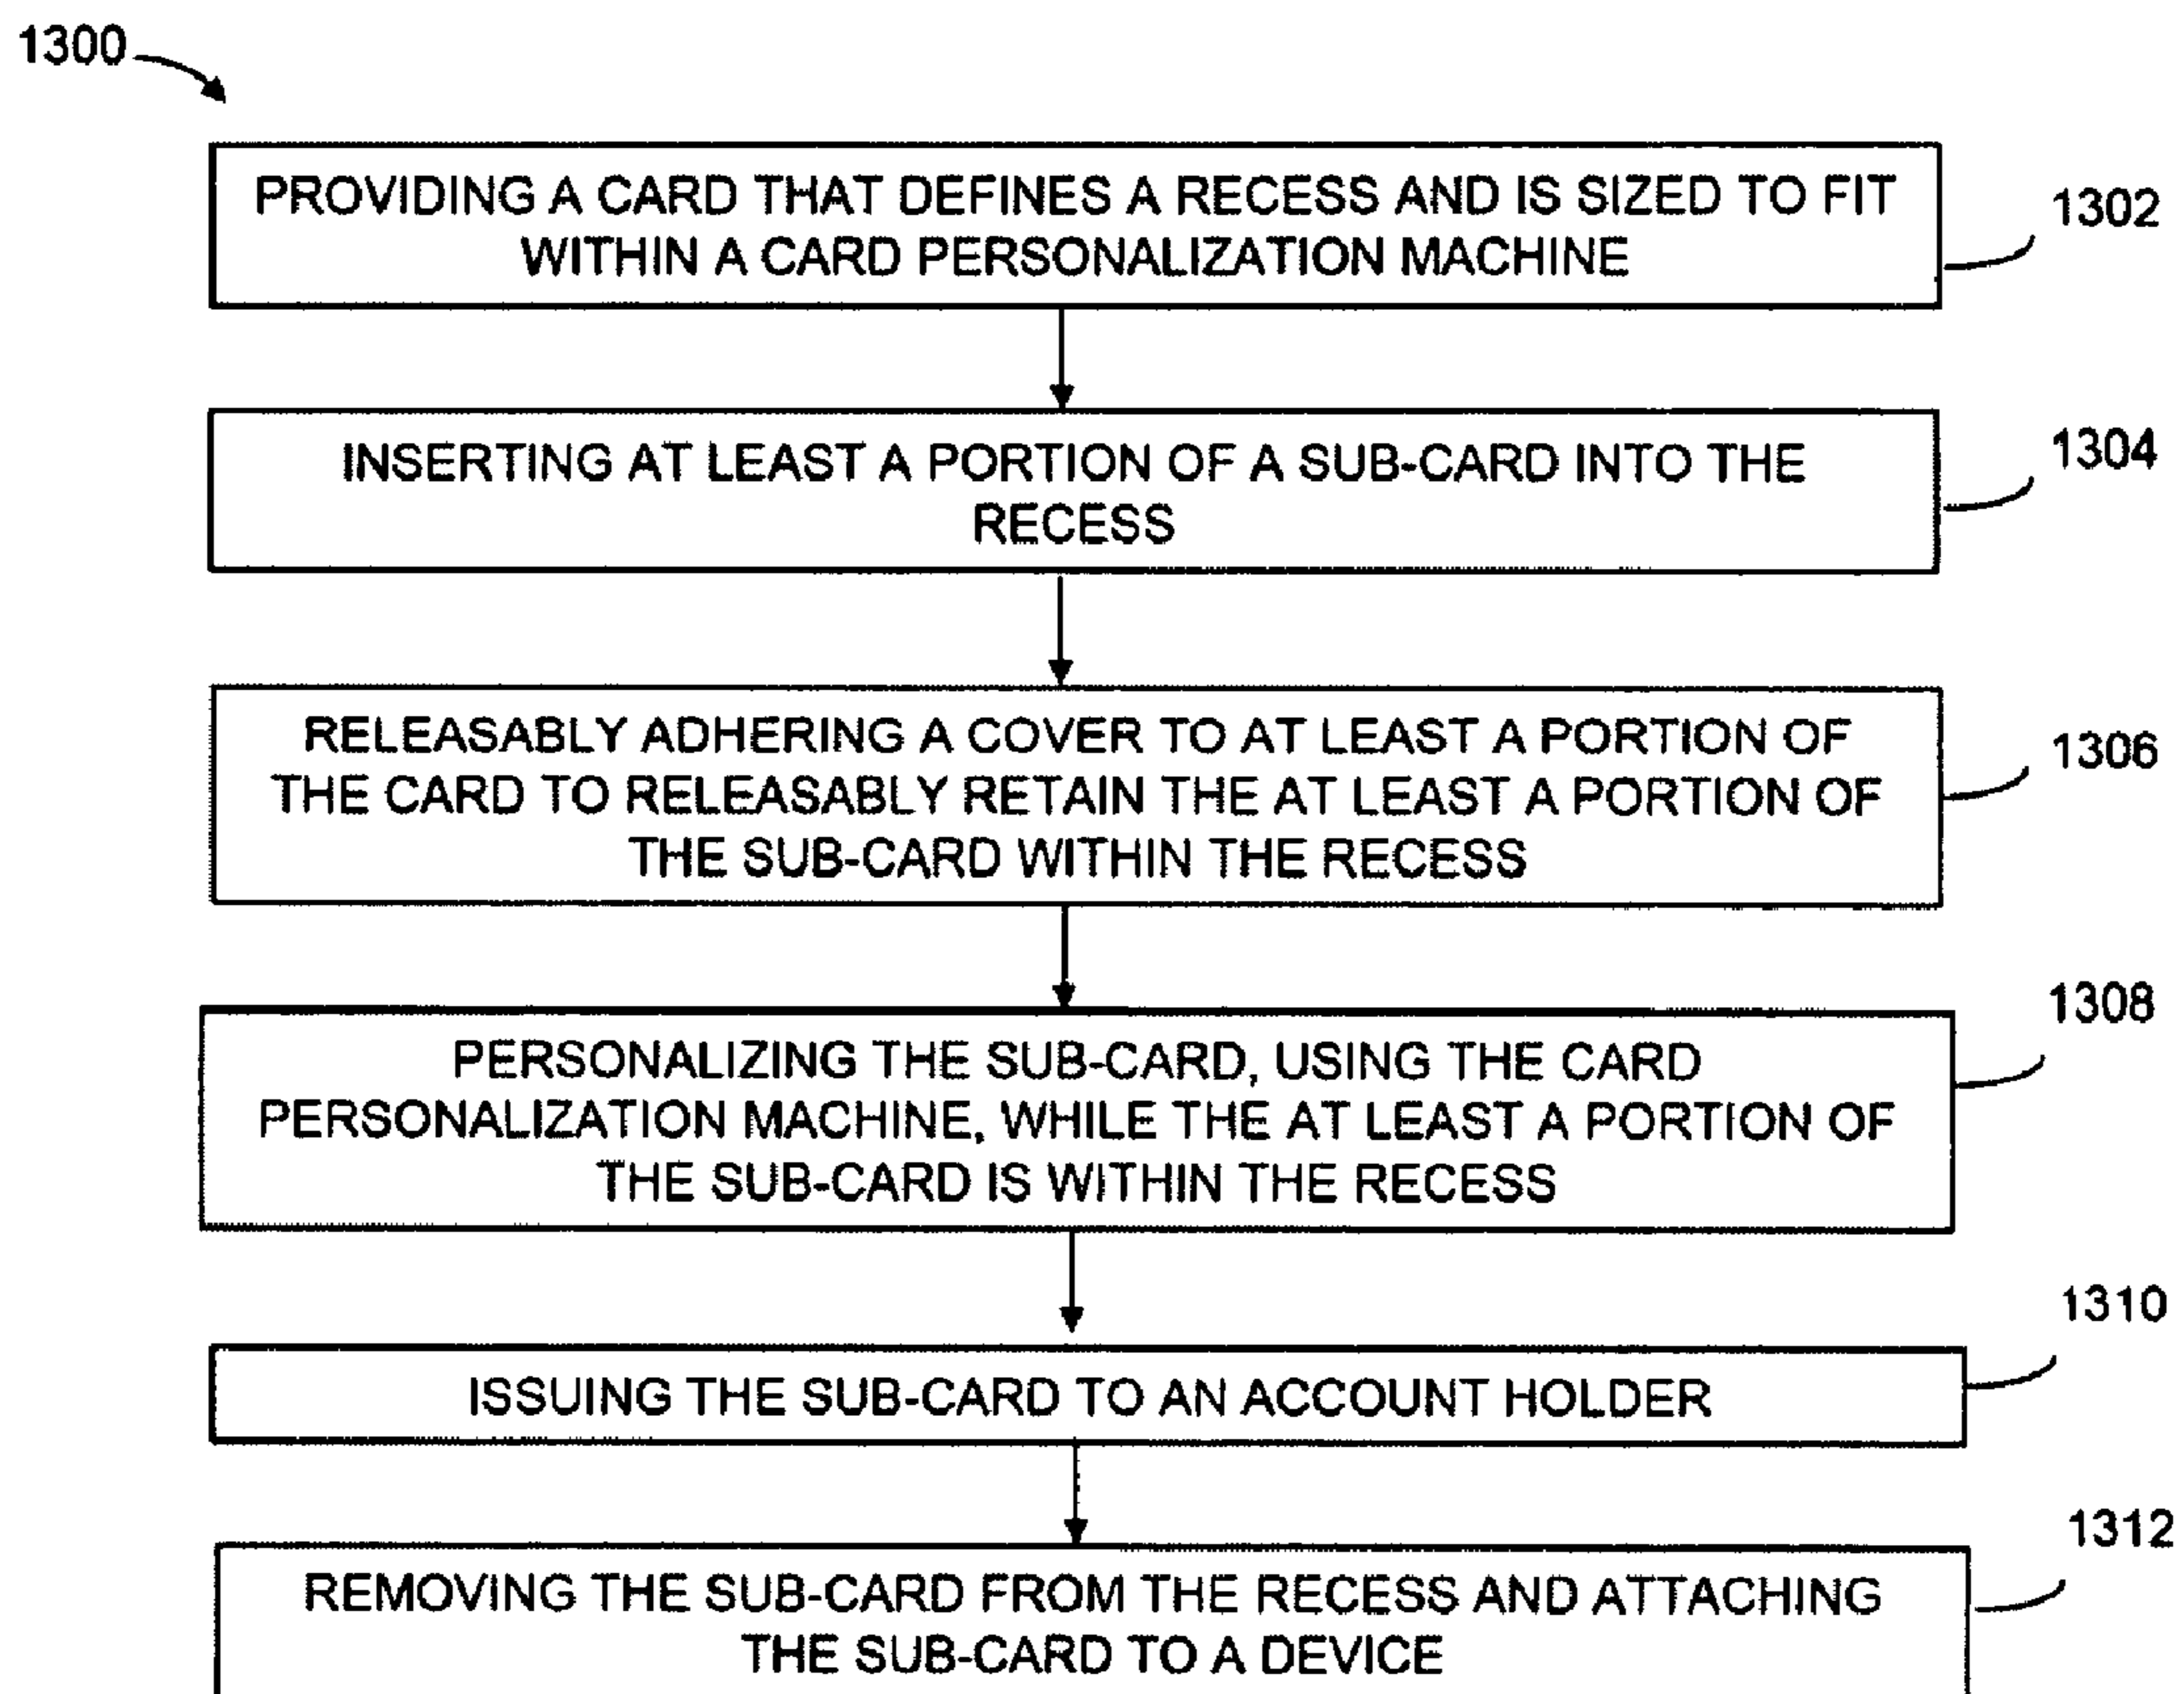 1300
PROVIDING A CARD THAT DEFINES A RECESS AND IS SIZED TO FIT
WITHIN A CARD PERSONALIZATION MACHINE
1302
INSERTING AT LEAST A PORTION OF A SUB-CARD INTO THE
RECESS
1304
RELEASABLY ADHERING A COVER TO AT LEAST A PORTION OF
THE CARD TO RELEASABLY RETAIN THE AT LEAST A PORTION OF
THE SUB-CARD WITHIN THE RECESS
1306
PERSONALIZING THE SUB-CARD, USING THE CARD
PERSONALIZATION MACHINE, WHILE THE AT LEAST A PORTION OF
THE SUB-CARD IS WITHIN THE RECESS
1308
ISSUING THE SUB-CARD TO AN ACCOUNT HOLDER
1310
REMOVING THE SUB-CARD FROM THE RECESS AND ATTACHING
THE SUB-CARD TO A DEVICE
1312